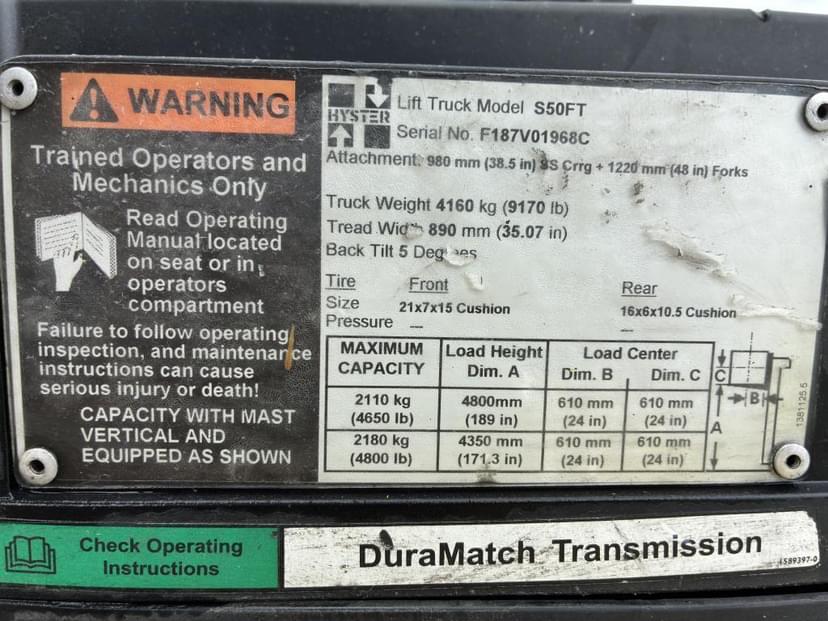 WARNING
Trained Operators and
Mechanics Only
Read Operating
Manual located
on seat or in
operators
compartment
Failure to follow operating
inspection, and maintenance
instructions can cause
serious injury or death!
CAPACITY WITH MAST
VERTICAL AND
EQUIPPED AS SHOWN
HYSTER
Lift Truck Model S50FT
Serial No. F187V01968C
Attachment: 980 mm (38.5 in) SS Crrg + 1220 mm (48 in) Forks
Truck Weight 4160 kg (9170 lb)
Tread Width 890 mm (35.07 in)
Back Tilt 5 Degrees
Tire Front Rear
Size 21x7x15 Cushion 16x6x10.5 Cushion
Pressure --- ---
MAXIMUM CAPACITY Load Height Dim. A Load Center Dim. B Dim. C
2110 kg 4800mm 610 mm 610 mm
(4650 lb) (189 in) (24 in) (24 in)
2180 kg 4350 mm 610 mm 610 mm
(4800 lb) (171.3 in) (24 in) (24 in)
C
B
A
1381125.5
Check Operating
Instructions
DuraMatch Transmission
1589397-0